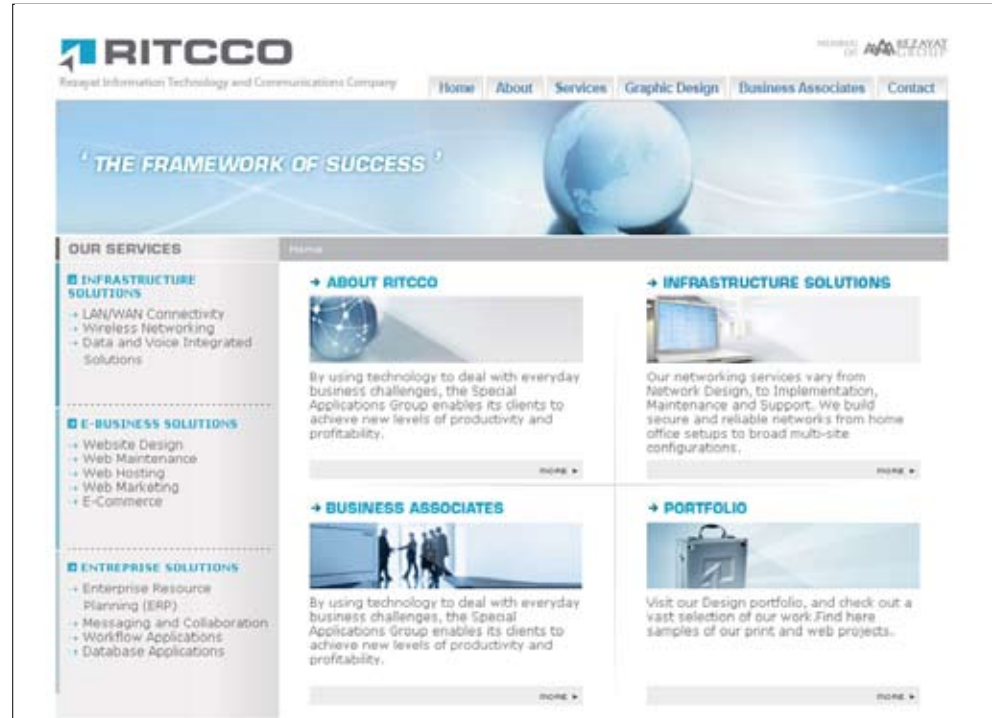 RITCCO
MEMBER OF REZAYAT GROUP
Rezayat Information Technology and Communications Company
Home About Services Graphic Design Business Associates Contact
' THE FRAMEWORK OF SUCCESS '
OUR SERVICES
Home
INFRASTRUCTURE
SOLUTIONS
LAN/WAN Connectivity
Wireless Networking
Data and Voice Integrated
Solutions
E-BUSINESS SOLUTIONS
Website Design
Web Maintenance
Web Hosting
Web Marketing
E-Commerce
ENTREPRISE SOLUTIONS
Enterprise Resource
Planning (ERP)
Messaging and Collaboration
Workflow Applications
Database Applications
ABOUT RITCCO
By using technology to deal with everyday
business challenges, the Special
Applications Group enables its clients to
achieve new levels of productivity and
profitability.
MORE
INFRASTRUCTURE SOLUTIONS
Our networking services vary from
Network Design, to Implementation,
Maintenance and Support. We build
secure and reliable networks from home
office setups to broad multi-site
configurations.
MORE
BUSINESS ASSOCIATES
By using technology to deal with everyday
business challenges, the Special
Applications Group enables its clients to
achieve new levels of productivity and
profitability.
MORE
PORTFOLIO
Visit our Design portfolio, and check out a
vast selection of our work.Find here
samples of our print and web projects.
MORE